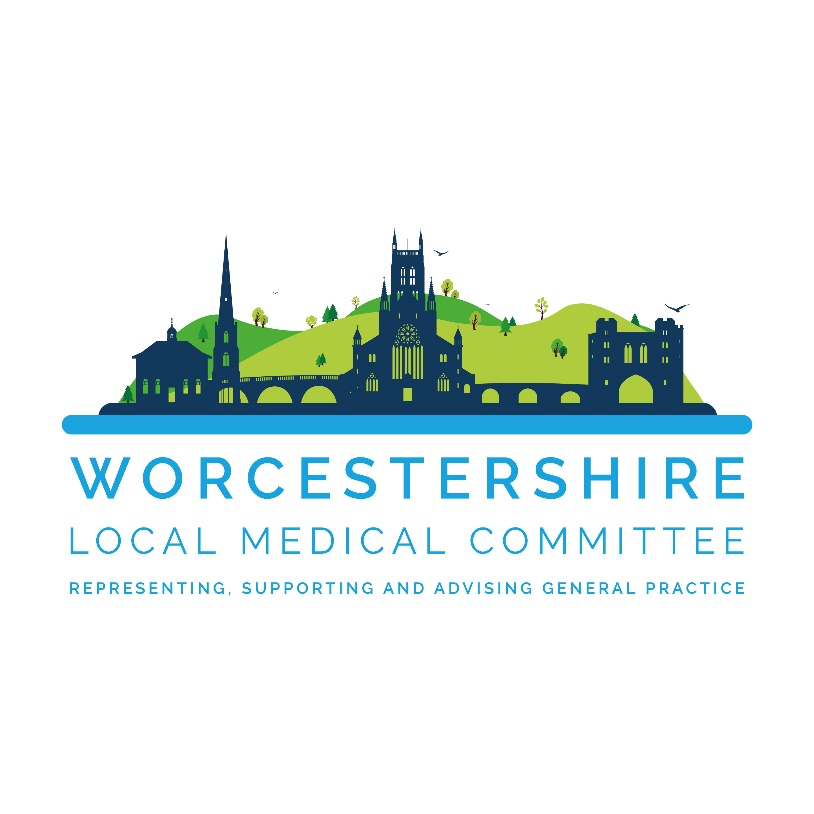 WORCESTERSHIRE
LOCAL MEDICAL COMMITTEE
REPRESENTING, SUPPORTING AND ADVISING GENERAL PRACTICE